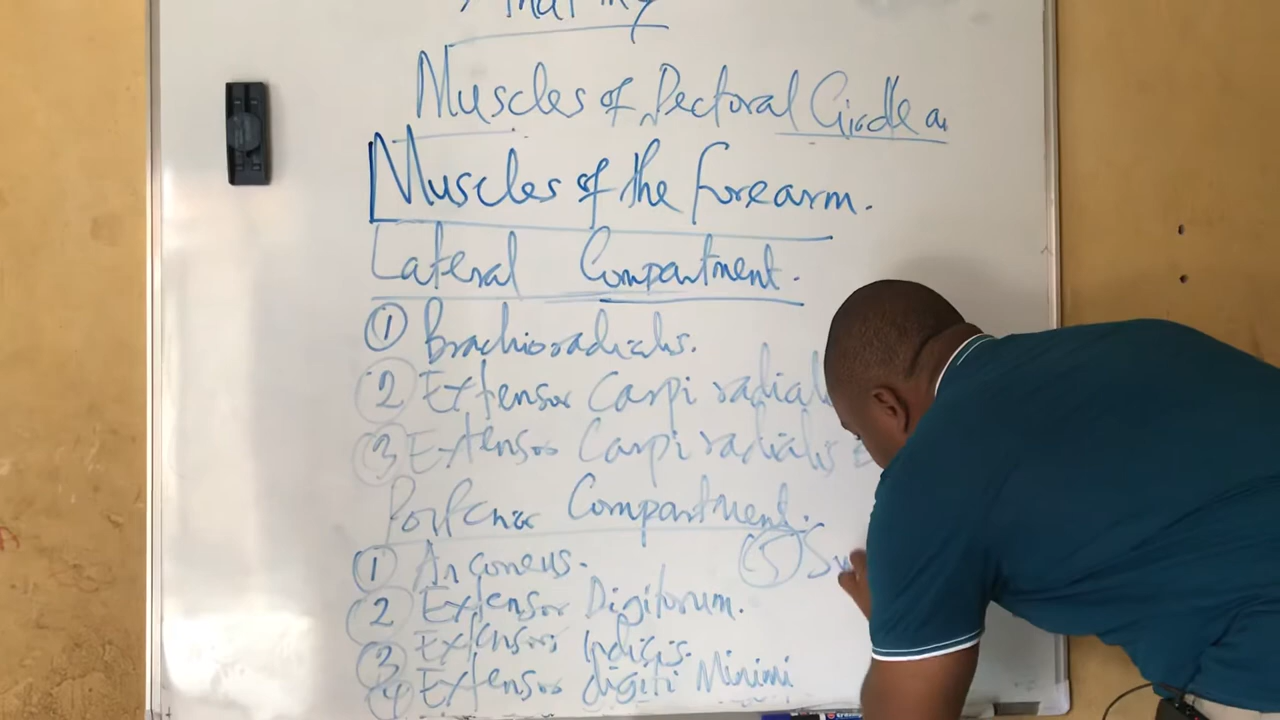 Muscles of Pectoral Girdle a
Muscles of the Forearm.
Lateral Compartment.
① Brachioradialis.
② Extensor Carpi radial
③ Extensor Carpi radialis
Posterior Compartment.
① Anconeus.
② Extensor Digitorum.
③ Extensor Indicis.
④ Extensor digiti Minimi
⑤ Su